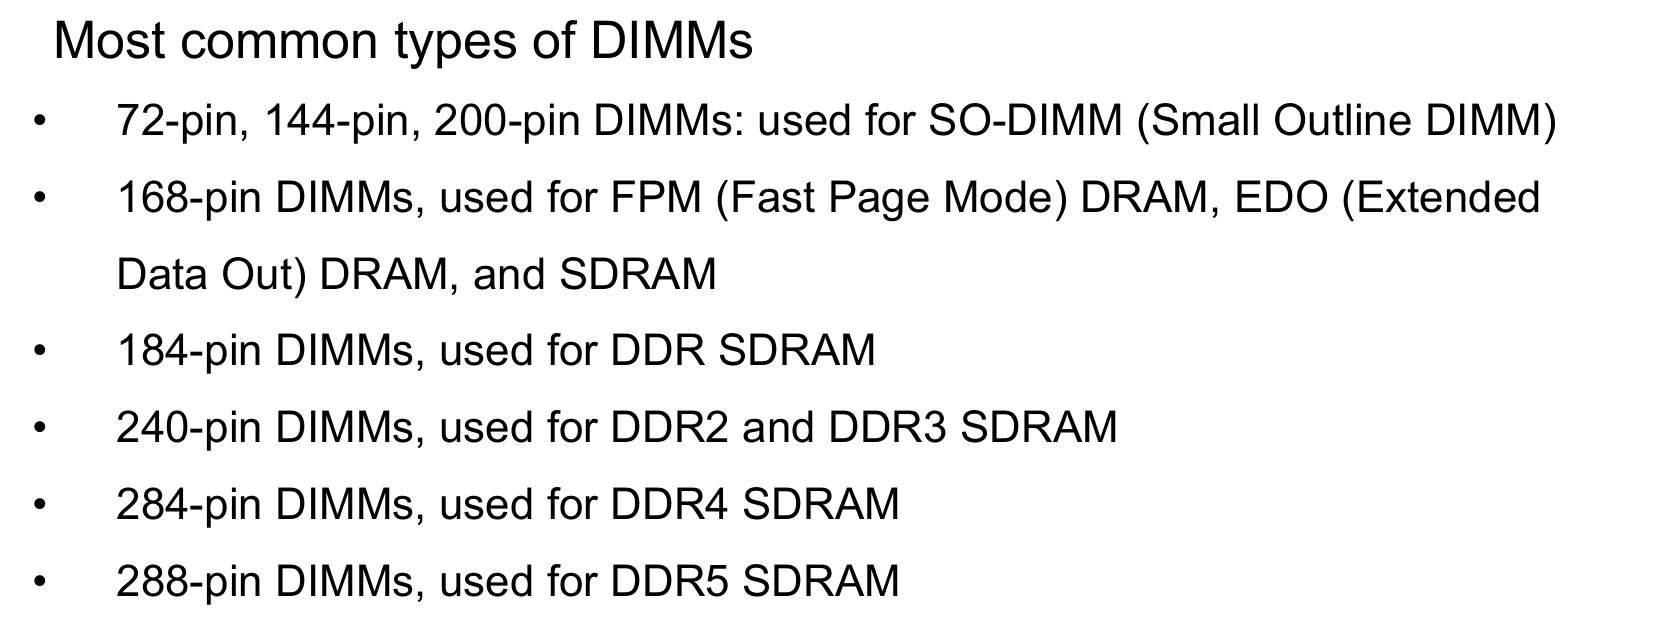 Most common types of DIMMs
• 72-pin, 144-pin, 200-pin DIMMs: used for SO-DIMM (Small Outline DIMM)
• 168-pin DIMMs, used for FPM (Fast Page Mode) DRAM, EDO (Extended
Data Out) DRAM, and SDRAM
• 184-pin DIMMs, used for DDR SDRAM
• 240-pin DIMMs, used for DDR2 and DDR3 SDRAM
• 284-pin DIMMs, used for DDR4 SDRAM
• 288-pin DIMMs, used for DDR5 SDRAM